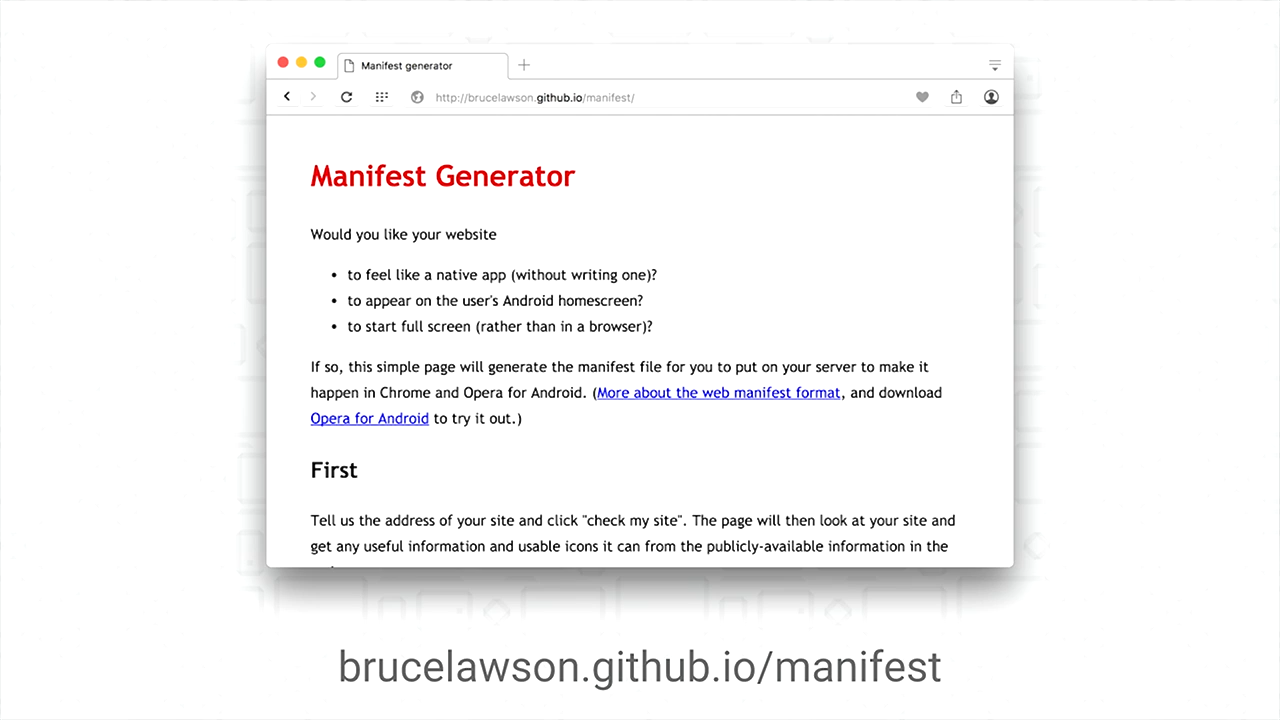 Manifest generator
http://brucelawson.github.io/manifest/
Manifest Generator
Would you like your website
• to feel like a native app (without writing one)?
• to appear on the user's Android homescreen?
• to start full screen (rather than in a browser)?
If so, this simple page will generate the manifest file for you to put on your server to make it
happen in Chrome and Opera for Android. (More about the web manifest format, and download
Opera for Android to try it out.)
First
Tell us the address of your site and click "check my site". The page will then look at your site and
get any useful information and usable icons it can from the publicly-available information in the
brucelawson.github.io/manifest